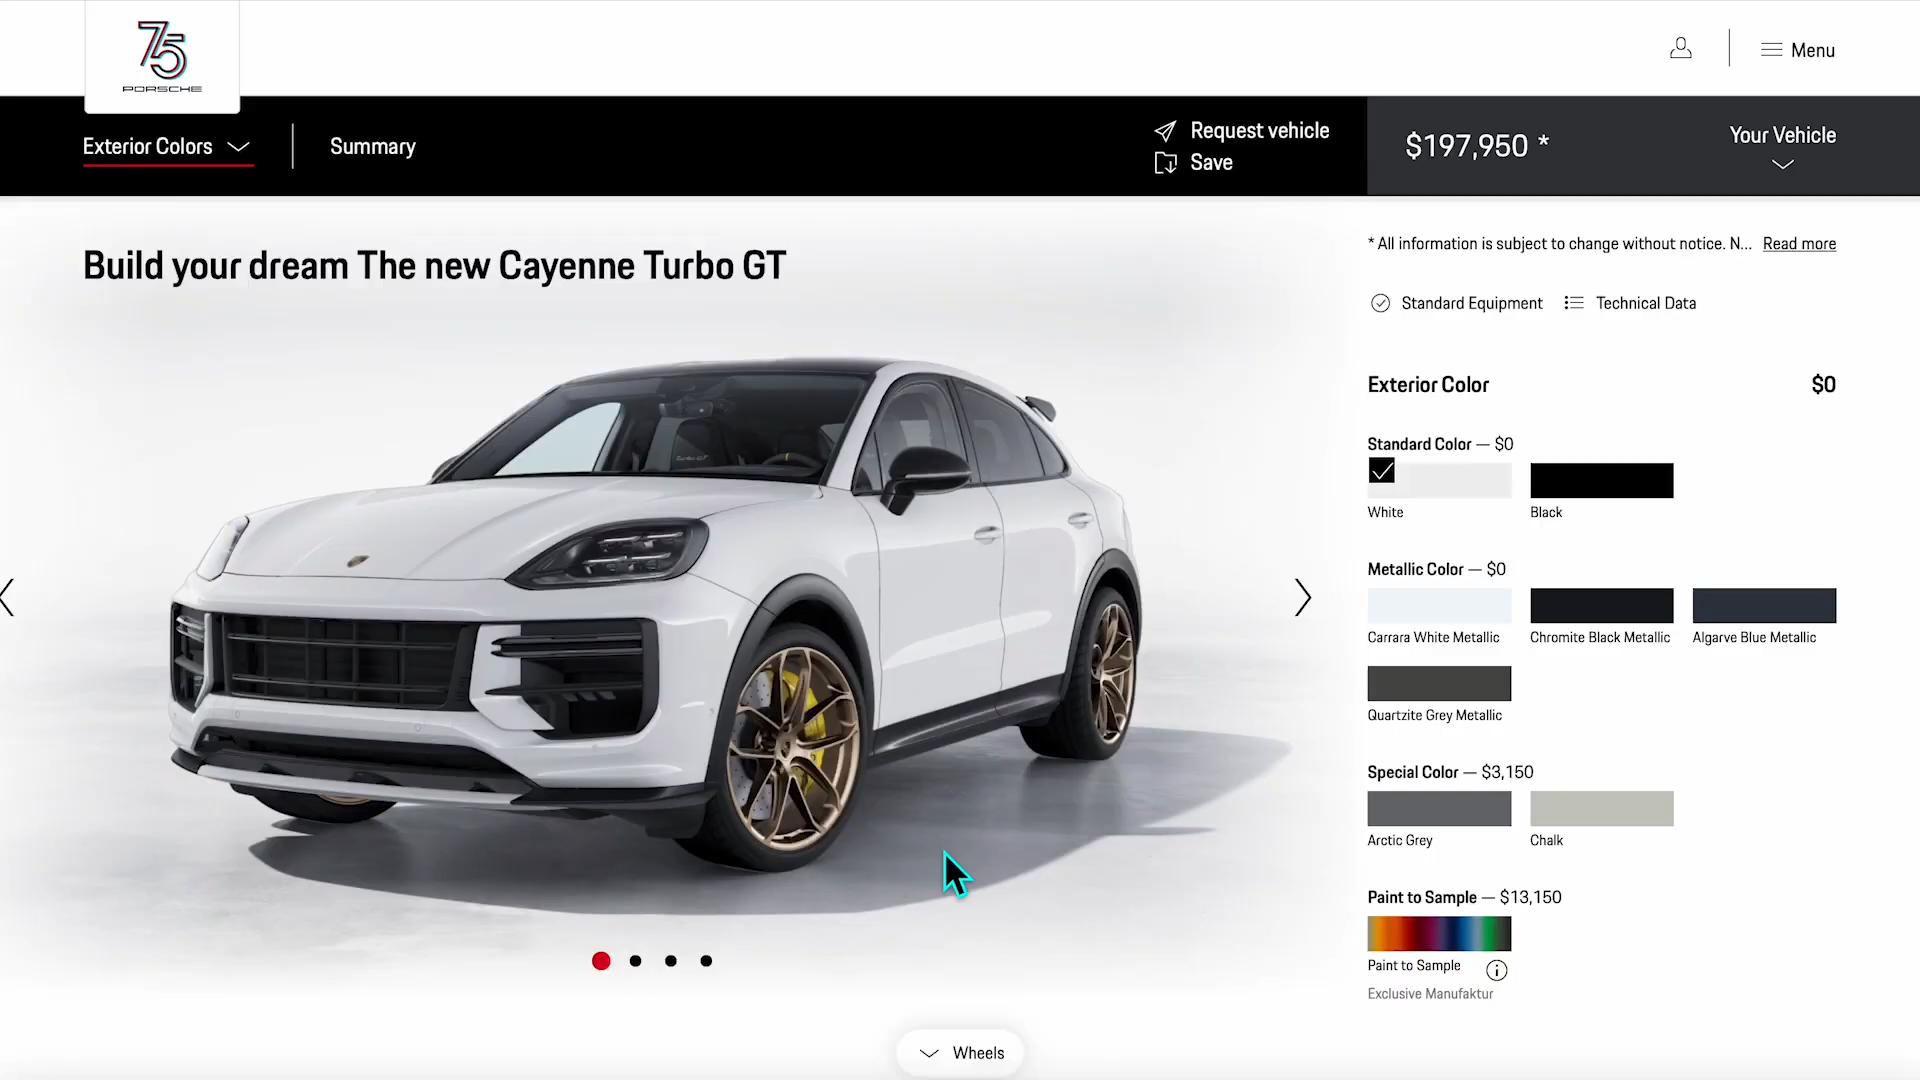 75
PORSCHE
Menu
Exterior Colors
Summary
Request vehicle
Save
$197,950 *
Your Vehicle
Build your dream The new Cayenne Turbo GT
* All information is subject to change without notice. N... Read more
Standard Equipment
Technical Data
Exterior Color $0
Standard Color — $0
White
Black
Metallic Color — $0
Carrara White Metallic
Chromite Black Metallic
Algarve Blue Metallic
Quartzite Grey Metallic
Special Color — $3,150
Arctic Grey
Chalk
Paint to Sample — $13,150
Paint to Sample
Exclusive Manufaktur
turbo GT
Wheels